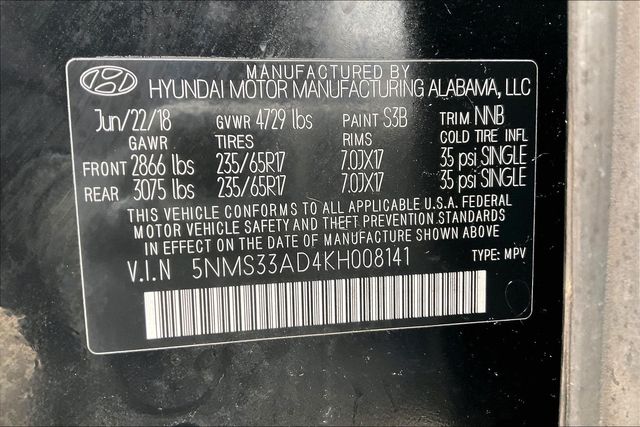 MANUFACTURED BY
HYUNDAI MOTOR MANUFACTURING ALABAMA, LLC
Jun/22/18 GVWR 4729 lbs PAINT S3B TRIM NNB
GAWR TIRES RIMS COLD TIRE INFL
FRONT 2866 lbs 235/65R17 7.0JX17 35 psi SINGLE
REAR 3075 lbs 235/65R17 7.0JX17 35 psi SINGLE
THIS VEHICLE CONFORMS TO ALL APPLICABLE U.S.A. FEDERAL
MOTOR VEHICLE SAFETY AND THEFT PREVENTION STANDARDS
IN EFFECT ON THE DATE OF MANUFACTURE SHOWN ABOVE
V.I.N 5NMS33AD4KH008141 TYPE: MPV